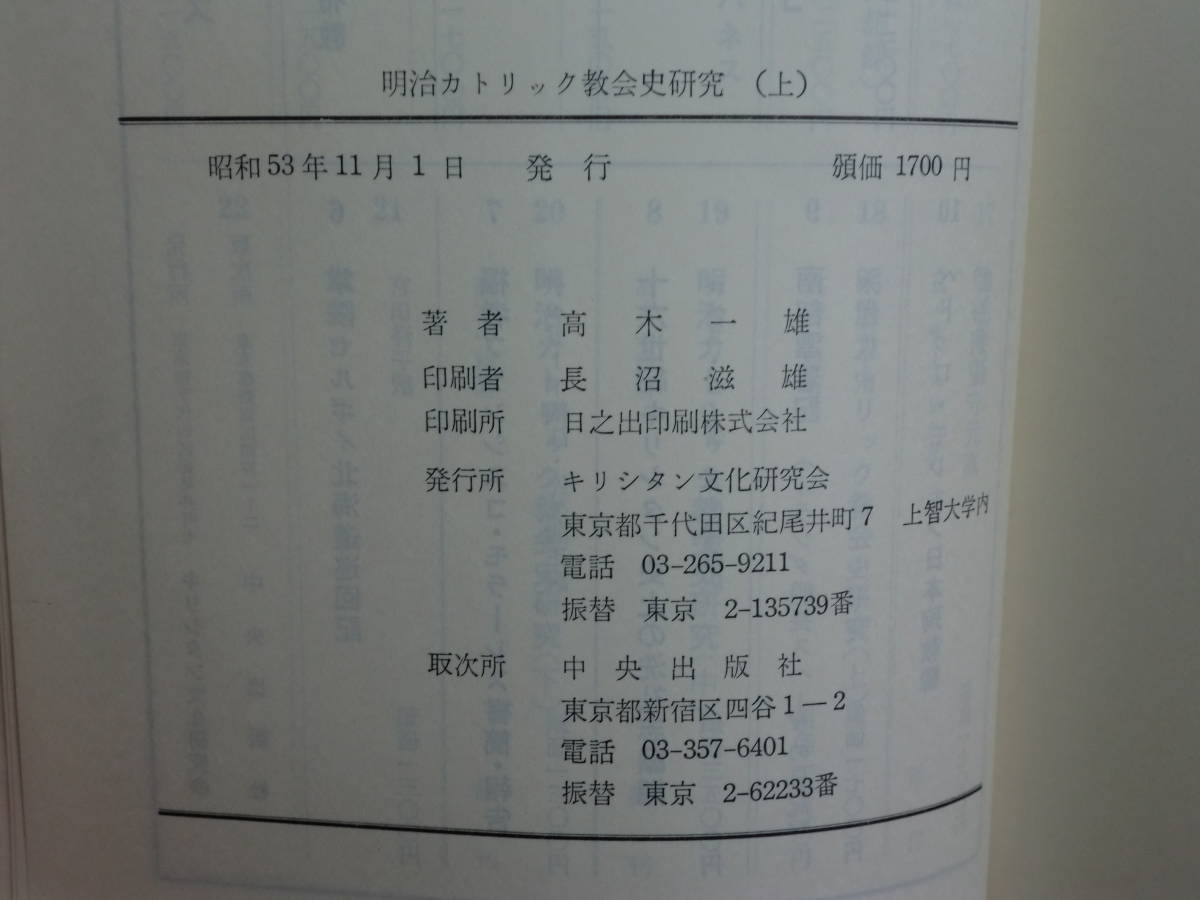 明治カトリック教会史研究 (上)
昭和53年11月1日 発行 頒価 1700円
著者 高木一雄
印刷者 長沼滋雄
印刷所 日之出印刷株式会社
発行所 キリシタン文化研究会
東京都千代田区紀尾井町7 上智大学内
電話 03-265-9211
振替 東京 2-135739番
取次所 中央出版社
東京都新宿区四谷1―2
電話 03-357-6401
振替 東京 2-62233番